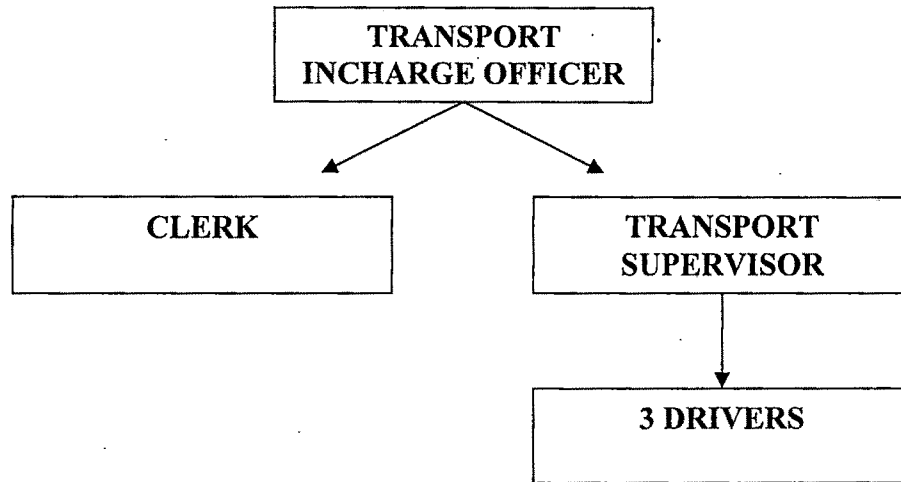 TRANSPORT
INCHARGE OFFICER
CLERK
TRANSPORT
SUPERVISOR
3 DRIVERS